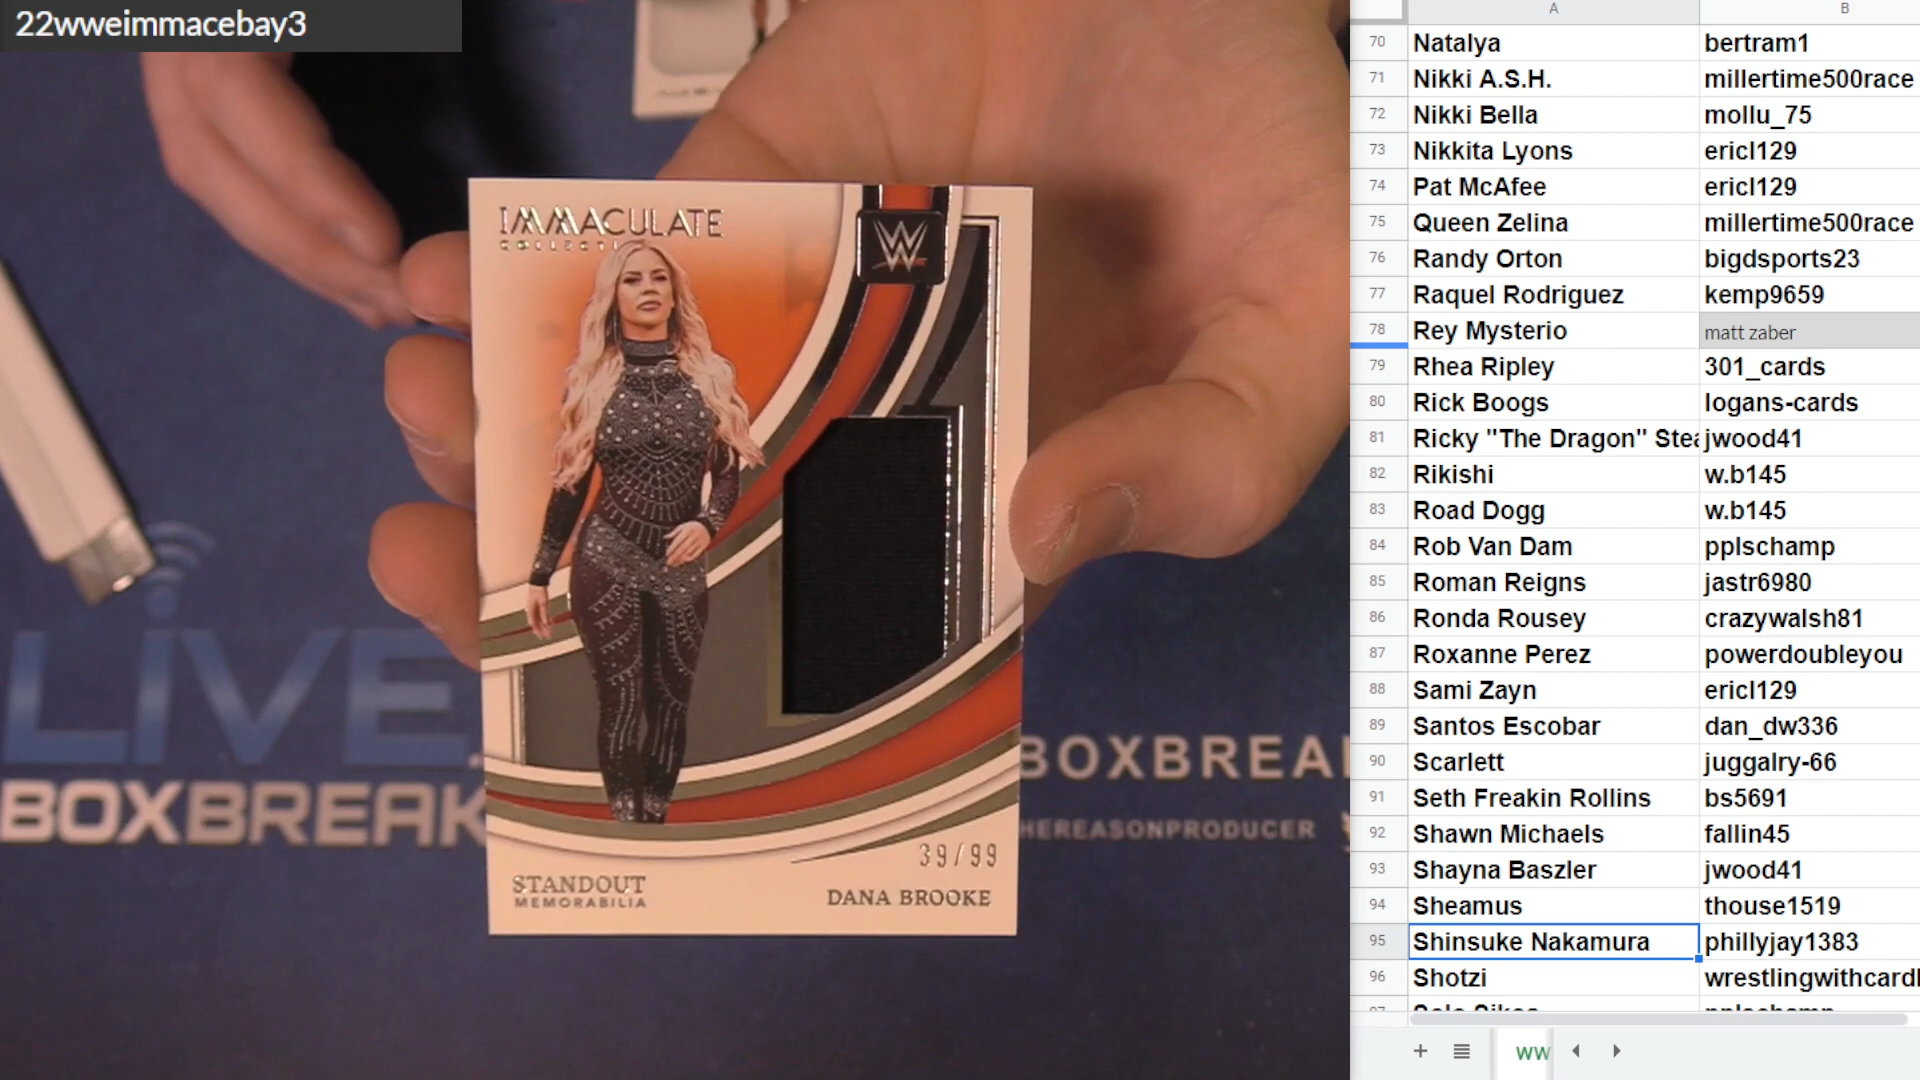 22wweimmacebay3
IMMACULATE
COLLECTION
W
39/99
STANDOUT
MEMORABILIA
DANA BROOKE
LIVE
BOXBREAK
BOXBREA
HEREASONPRODUCER
A B
70 Natalya bertram1
71 Nikki A.S.H. millertime500race
72 Nikki Bella mollu_75
73 Nikkita Lyons ericl129
74 Pat McAfee ericl129
75 Queen Zelina millertime500race
76 Randy Orton bigdsports23
77 Raquel Rodriguez kemp9659
78 Rey Mysterio matt zaber
79 Rhea Ripley 301_cards
80 Rick Boogs logans-cards
81 Ricky "The Dragon" Stea jwood41
82 Rikishi w.b145
83 Road Dogg w.b145
84 Rob Van Dam pplschamp
85 Roman Reigns jastr6980
86 Ronda Rousey crazywalsh81
87 Roxanne Perez powerdoubleyou
88 Sami Zayn ericl129
89 Santos Escobar dan_dw336
90 Scarlett juggalry-66
91 Seth Freakin Rollins bs5691
92 Shawn Michaels fallin45
93 Shayna Baszler jwood41
94 Sheamus thouse1519
95 Shinsuke Nakamura phillyjay1383
96 Shotzi wrestlingwithcard
ww